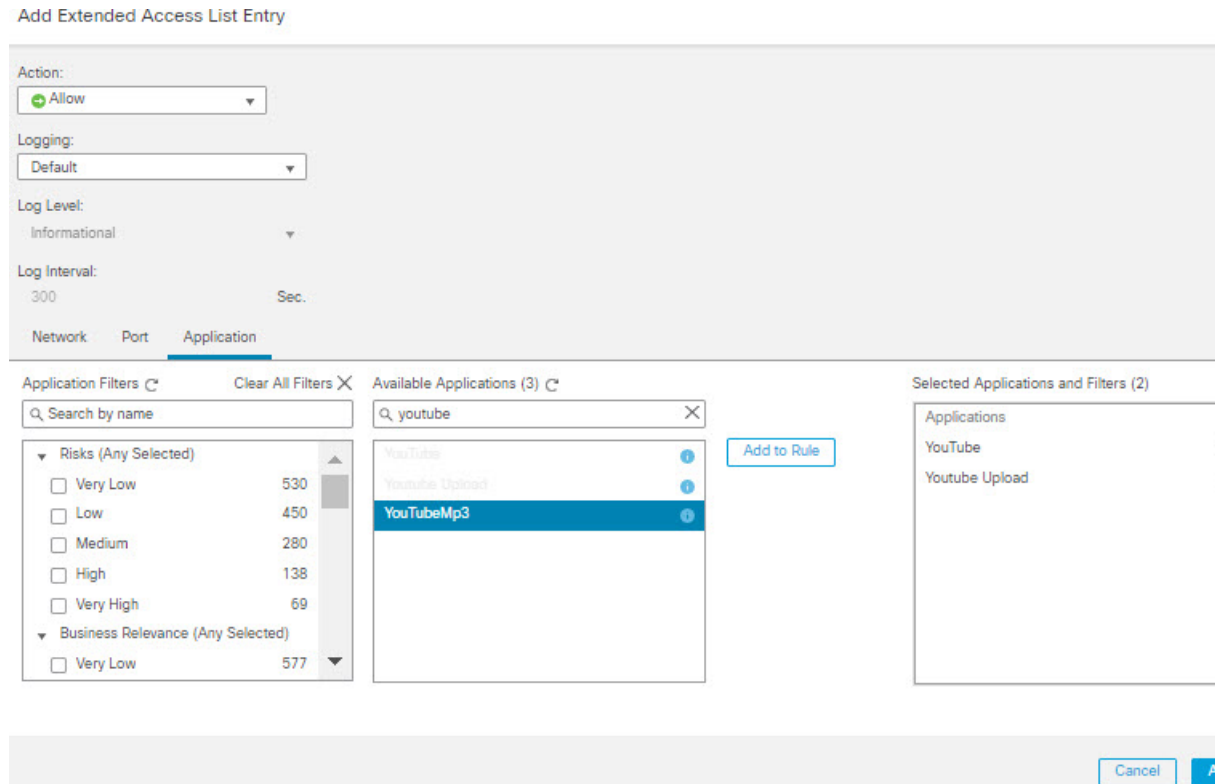 Add Extended Access List Entry
Action:
Allow
Logging:
Default
Log Level:
Informational
Log Interval:
300 Sec.
Network Port Application
Application Filters Clear All Filters Available Applications (3) Selected Applications and Filters (2)
Search by name youtube Applications
Risks (Any Selected) YouTube Add to Rule YouTube
Very Low 530 Youtube Upload Youtube Upload
Low 450 YouTubeMp3
Medium 280
High 138
Very High 69
Business Relevance (Any Selected)
Very Low 577
Cancel A